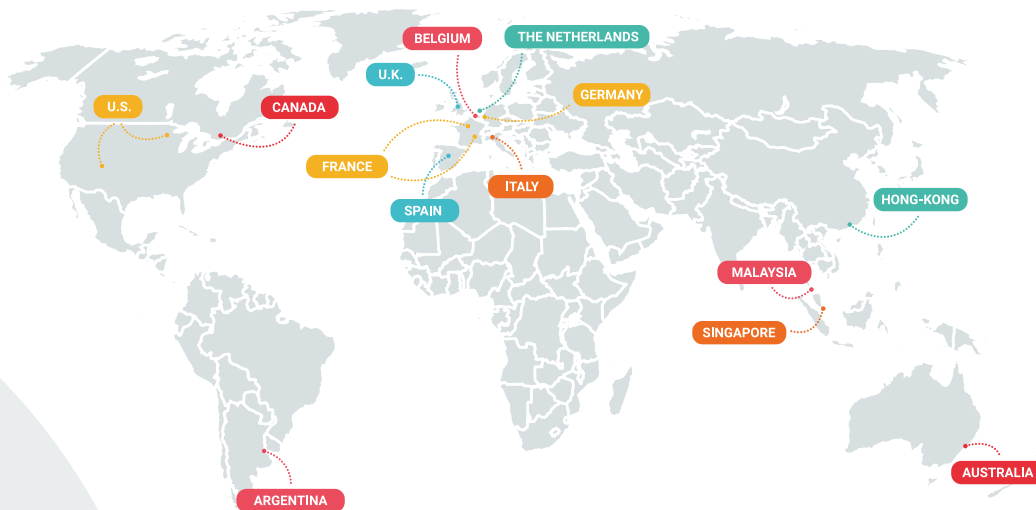 BELGIUM
THE NETHERLANDS
U.K.
GERMANY
U.S.
CANADA
FRANCE
ITALY
SPAIN
HONG-KONG
MALAYSIA
SINGAPORE
AUSTRALIA
ARGENTINA